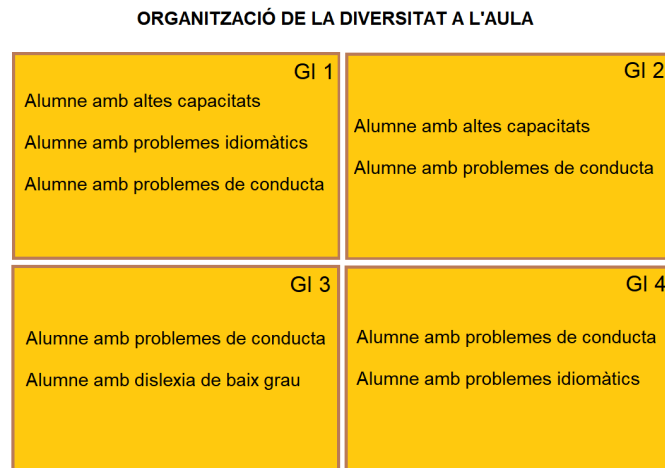 ORGANITZACIÓ DE LA DIVERSITAT A L'AULA
GI 1
Alumne amb altes capacitats
Alumne amb problemes idiomàtics
Alumne amb problemes de conducta
GI 2
Alumne amb altes capacitats
Alumne amb problemes de conducta
GI 3
Alumne amb problemes de conducta
Alumne amb dislexia de baix grau
GI 4
Alumne amb problemes de conducta
Alumne amb problemes idiomàtics